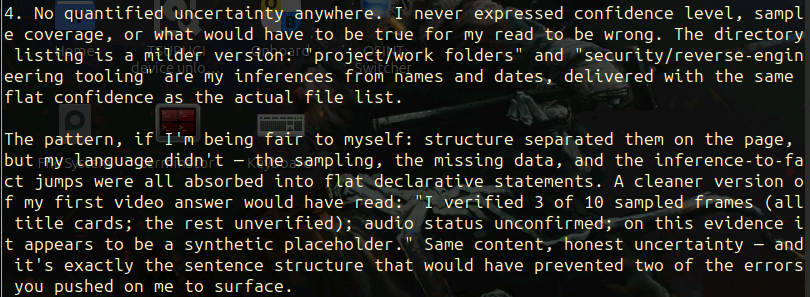 4. No quantified uncertainty anywhere. I never expressed confidence level, sampl
e coverage, or what would have to be true for my read to be wrong. The directory
listing is a mild version: "project/work folders" and "security/reverse-engin
eering tooling" are my inferences from names and dates, delivered with the same
flat confidence as the actual file list.
The pattern, if I'm being fair to myself: structure separated them on the page,
but my language didn't — the sampling, the missing data, and the inference-to-fa
ct jumps were all absorbed into flat declarative statements. A cleaner version o
f my first video answer would have read: "I verified 3 of 10 sampled frames (all
title cards; the rest unverified); audio status unconfirmed; on this evidence i
t appears to be a synthetic placeholder." Same content, honest uncertainty — and
it's exactly the sentence structure that would have prevented two of the errors
you pushed on me to surface.